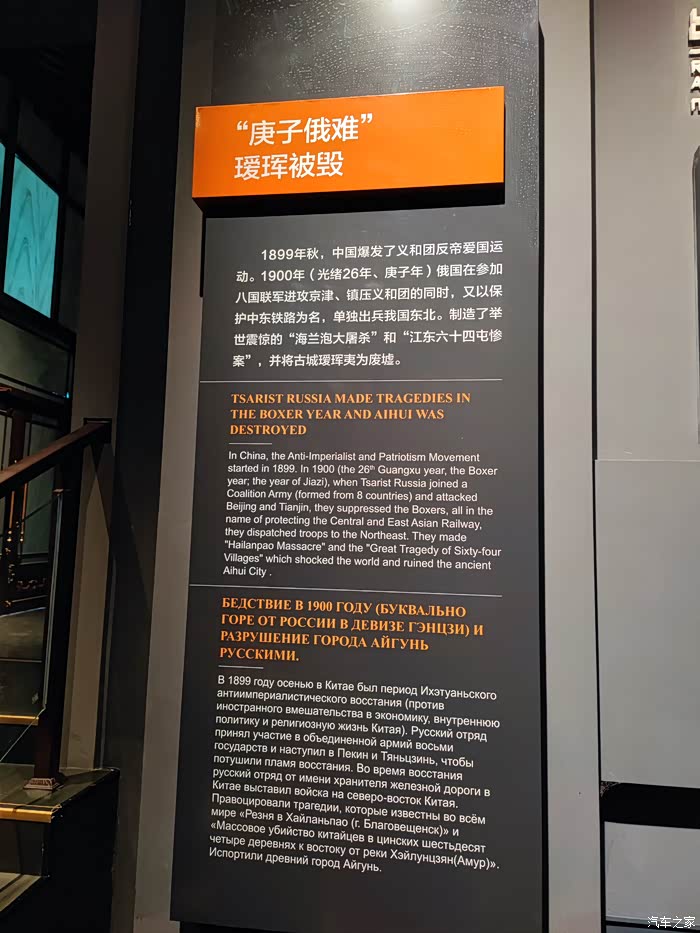 “庚子俄难”
瑷珲被毁
1899年秋，中国爆发了义和团反帝爱国运
动。1900年（光绪26年、庚子年）俄国在参加
八国联军进攻京津、镇压义和团的同时，又以保
护中东铁路为名，单独出兵我国东北。制造了举
世震惊的“海兰泡大屠杀”和“江东六十四屯惨
案”，并将古城瑷珲夷为废墟。
TSARIST RUSSIA MADE TRAGEDIES IN
THE BOXER YEAR AND AIHUI WAS
DESTROYED
In China, the Anti-Imperialist and Patriotism Movement
started in 1899. In 1900 (the 26th Guangxu year, the Boxer
year; the year of Jiazi), when Tsarist Russia joined a
Coalition Army (formed from 8 countries) and attacked
Beijing and Tianjin, they suppressed the Boxers, all in the
name of protecting the Central and East Asian Railway,
they dispatched troops to the Northeast. They made
"Hailanpao Massacre" and the "Great Tragedy of Sixty-four
Villages" which shocked the world and ruined the ancient
Aihui City .
БЕДСТВИЕ В 1900 ГОДУ (БУКВАЛЬНО
ГОРЕ ОТ РОССИИ В ДЕВИЗЕ ГЭНЦЗИ) И
РАЗРУШЕНИЕ ГОРОДА АЙГУНЬ
РУССКИМИ.
В 1899 году осенью в Китае был период Ихэтуаньского
антиимпериалистического восстания (против
иностранного вмешательства в экономику, внутреннюю
политику и религиозную жизнь Китая). Русский отряд
принял участие в объединенной армий восьми
государств и наступил в Пекин и Тяньцзинь, чтобы
потушили пламя восстания. Во время восстания
русский отряд от имени хранителя железной дороги в
Китае выставил войска на северо-восток Китая.
Правоцировали трагедии, которые известны во всём
мире «Резня в Хайланьпао (г. Благовещенск)» и
«Массовое убийство китайцев в цинских шестьдесят
четыре деревнях к востоку от реки Хэйлунцзян(Амур)».
Испортили древний город Айгунь.
汽车之家